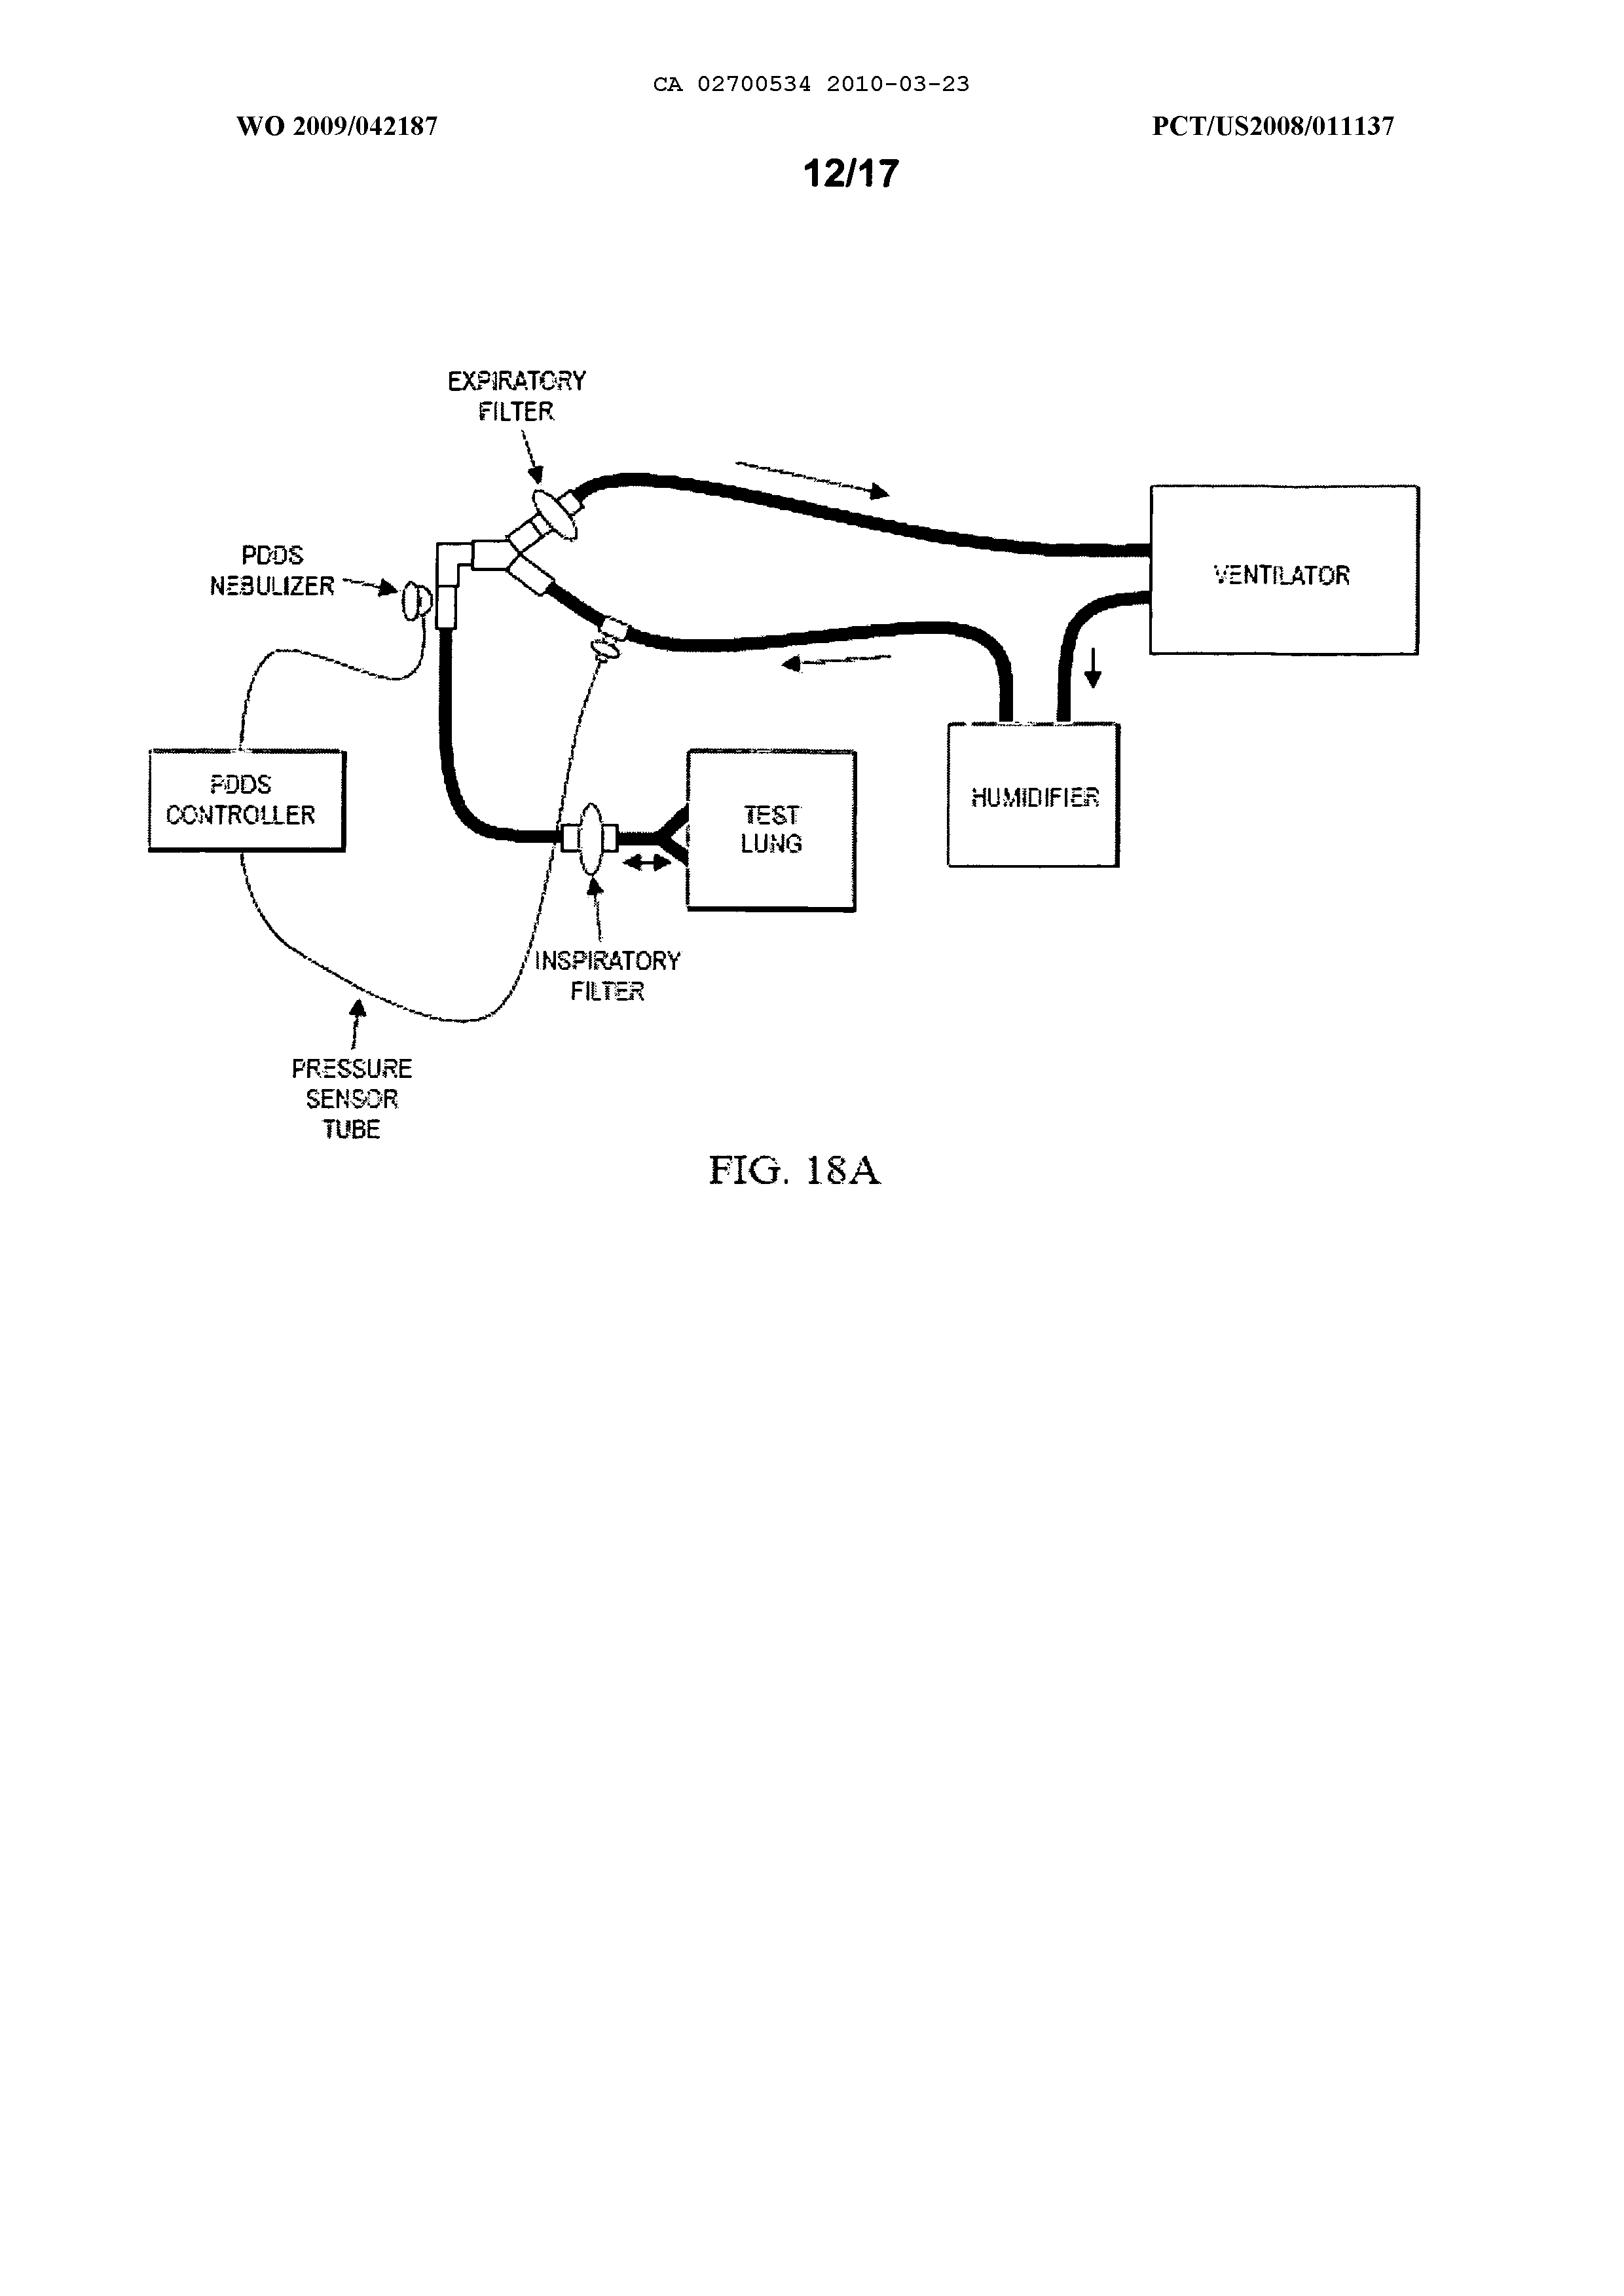 CA 02700534 2010-03-23
WO 2009/042187
PCT/US2008/011137
12/17
EXPIRATORY
FILTER
PDDS
NEBULIZER
VENTILATOR
PDDS
CONTROLLER
TEST
LUNG
HUMIDIFIER
INSPIRATORY
FILTER
PRESSURE
SENSOR
TUBE
FIG. 18A